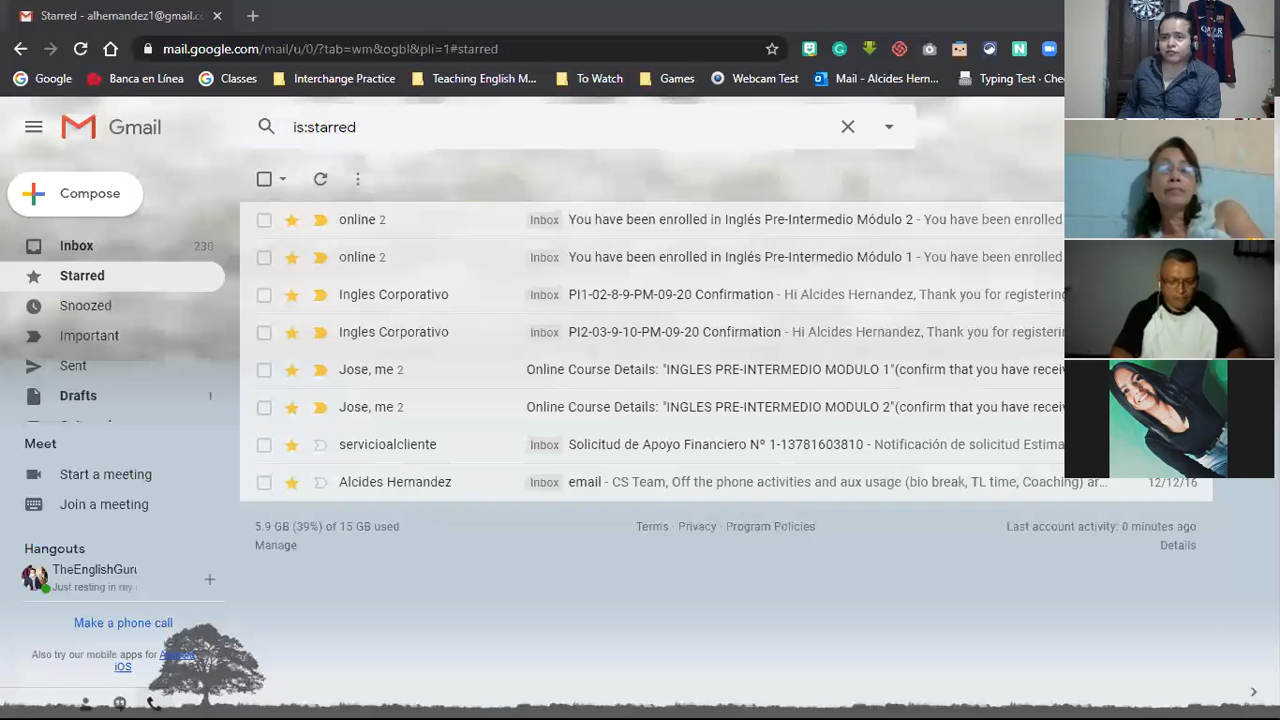 Starred - alhernandez1@gmail.c
mail.google.com/mail/u/0/?tab=wm&ogbl&pli=1#starred
Google
Banca en Línea
Classes
Interchange Practice
Teaching English M...
To Watch
Games
Webcam Test
Mail - Alcides Hern...
Typing Test - Che
Gmail
is:starred
Compose
Inbox 230
Starred
Snoozed
Important
Sent
Drafts 1
online 2 Inbox You have been enrolled in Inglés Pre-Intermedio Módulo 2 - You have been enrolled
online 2 Inbox You have been enrolled in Inglés Pre-Intermedio Módulo 1 - You have been enrolled
Ingles Corporativo Inbox PI1-02-8-9-PM-09-20 Confirmation - Hi Alcides Hernandez, Thank you for registering
Ingles Corporativo Inbox PI2-03-9-10-PM-09-20 Confirmation - Hi Alcides Hernandez, Thank you for registering
Jose, me 2 Online Course Details: "INGLES PRE-INTERMEDIO MODULO 1"(confirm that you have recei
Jose, me 2 Online Course Details: "INGLES PRE-INTERMEDIO MODULO 2"(confirm that you have recei
servicioalcliente Inbox Solicitud de Apoyo Financiero Nº 1-13781603810 - Notificación de solicitud Estima
Alcides Hernandez Inbox email - CS Team, Off the phone activities and aux usage (bio break, TL time, Coaching) ar... 12/12/16
Meet
Start a meeting
Join a meeting
Hangouts
TheEnglishGuru
Just resting in my
Make a phone call
Also try our mobile apps for
iOS
5.9 GB (39%) of 15 GB used
Manage
Terms · Privacy · Program Policies
Last account activity: 0 minutes ago
Details